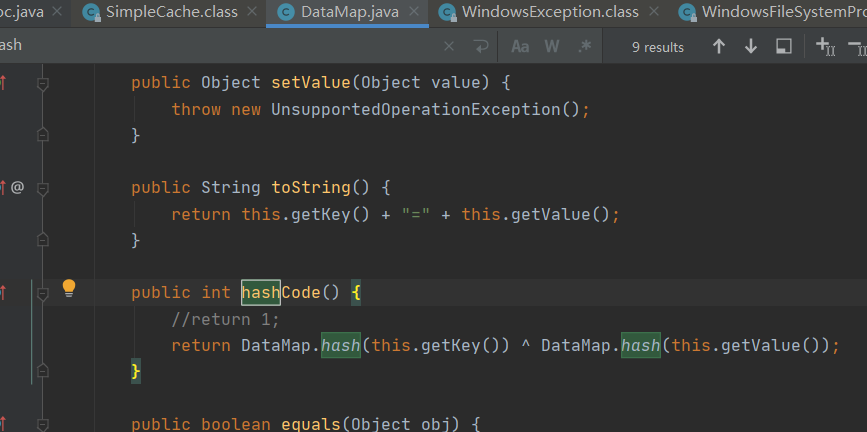 oc.java × SimpleCache.class × DataMap.java × WindowsException.class × WindowsFileSystemPro
ash × Aa W .* 9 results
public Object setValue(Object value) {
throw new UnsupportedOperationException();
}
@ public String toString() {
return this.getKey() + "=" + this.getValue();
}
public int hashCode() {
//return 1;
return DataMap.hash(this.getKey()) ^ DataMap.hash(this.getValue());
}
public boolean equals(Object obj) {